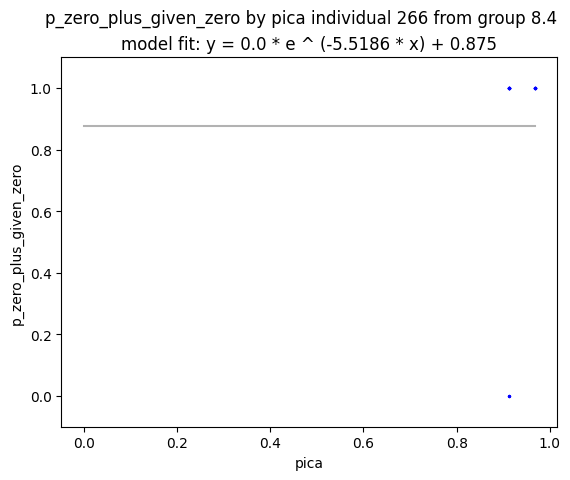 p_zero_plus_given_zero by pica individual 266 from group 8.4
model fit: y = 0.0 * e ^ (-5.5186 * x) + 0.875
1.0
0.8
0.6
0.4
0.2
0.0
p_zero_plus_given_zero
0.0 0.2 0.4 0.6 0.8 1.0
pica